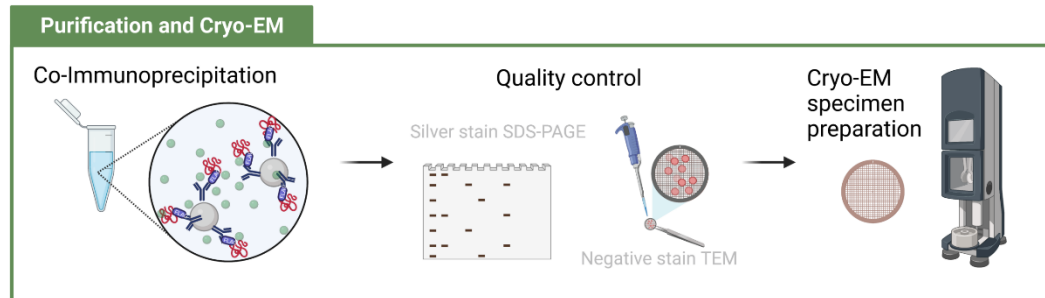 Purification and Cryo-EM
Co-Immunoprecipitation
Quality control
Cryo-EM
specimen
preparation
Silver stain SDS-PAGE
Negative stain TEM